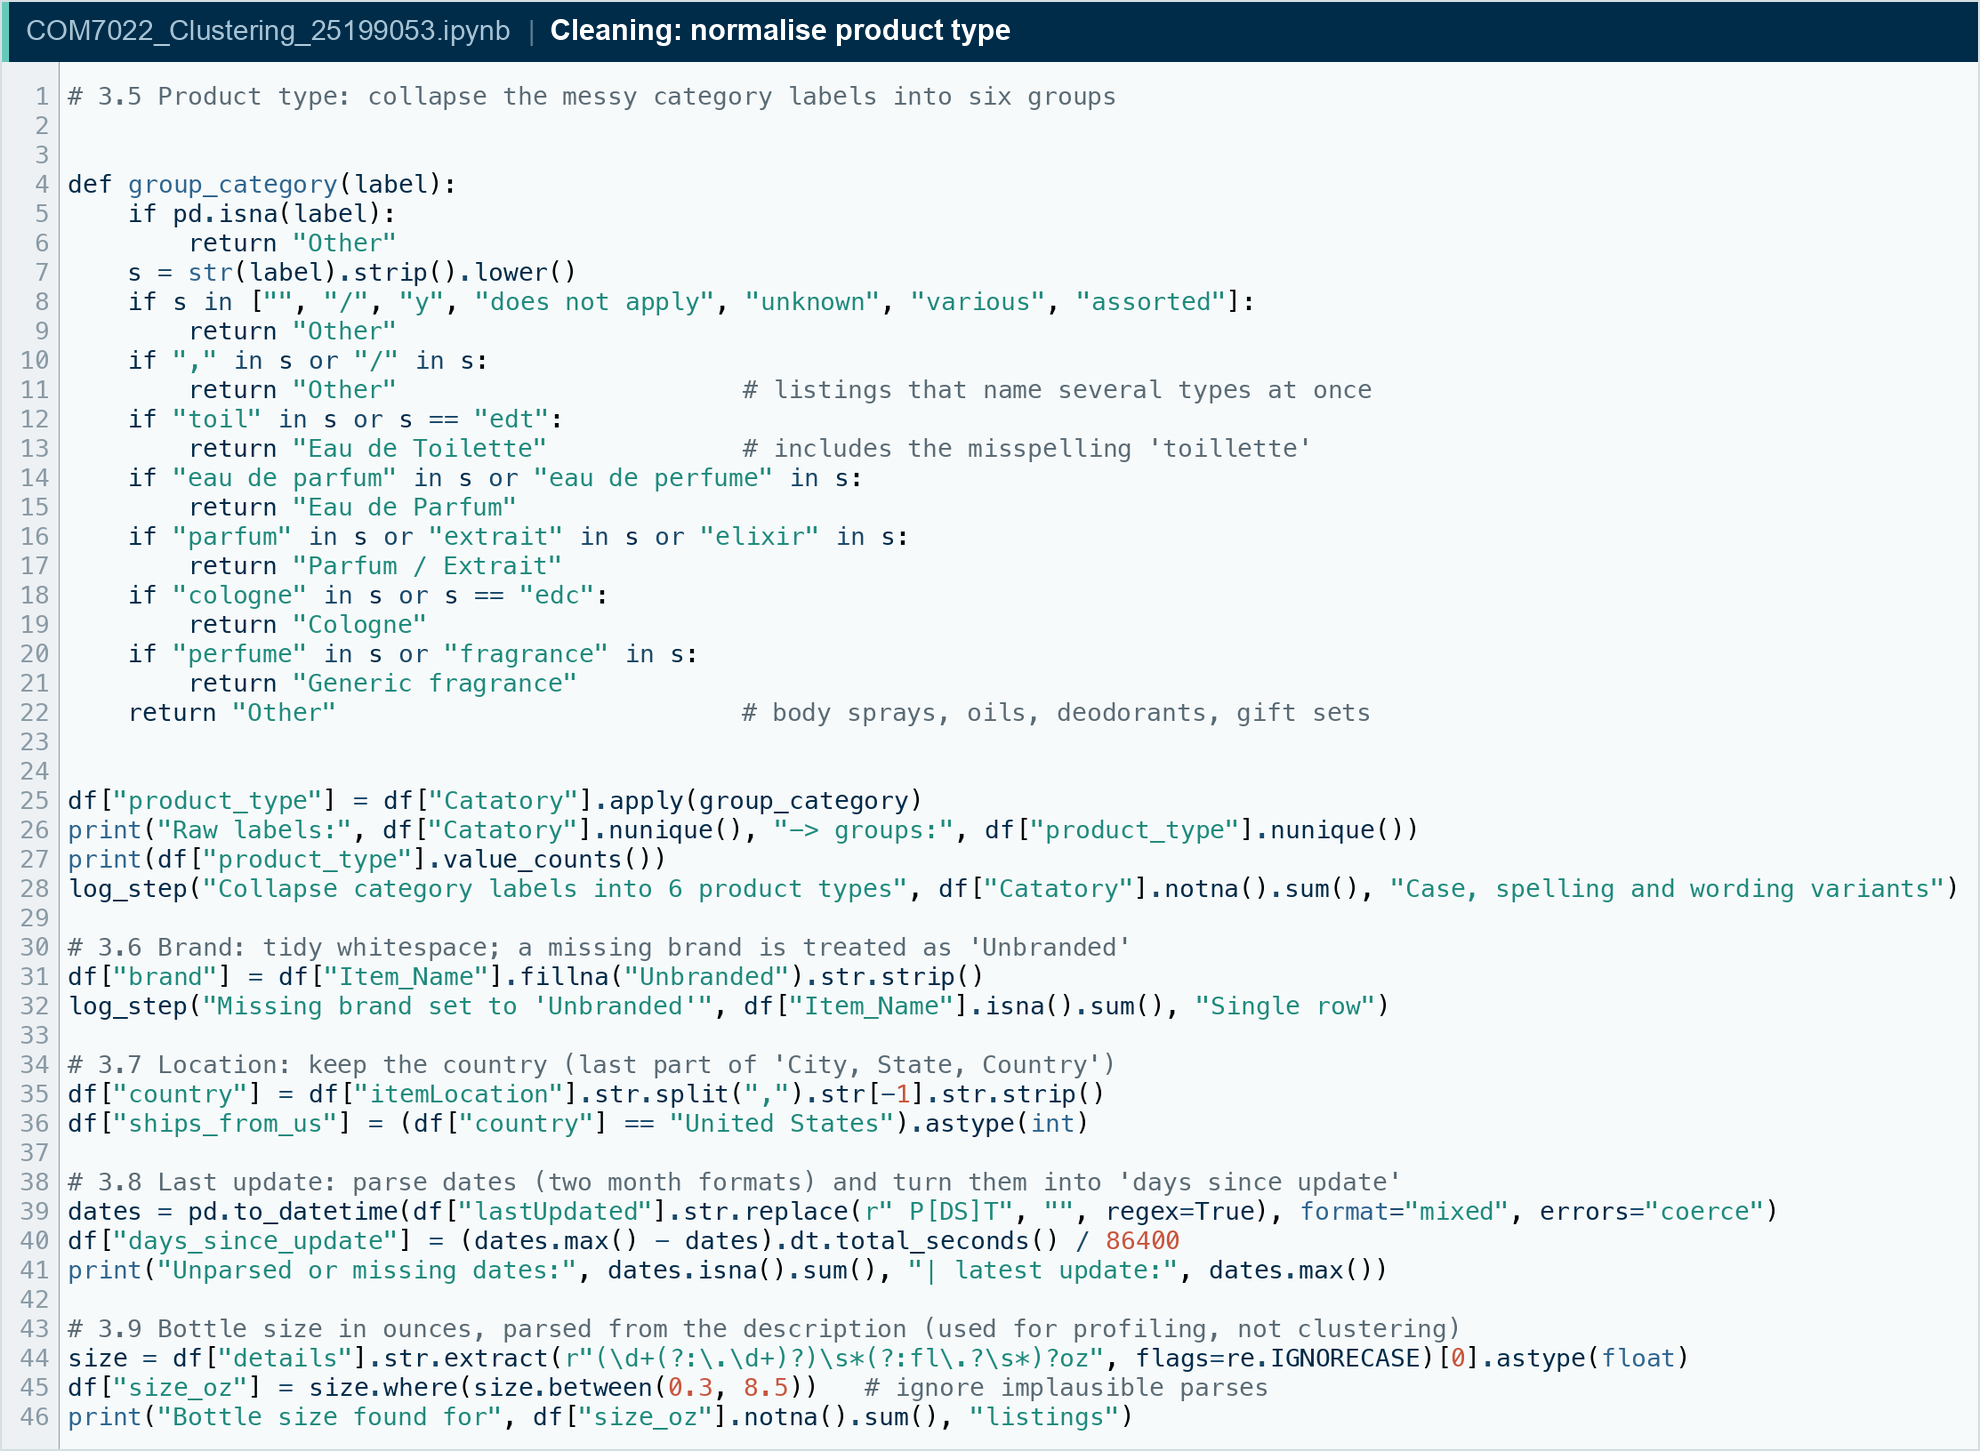 COM7022_Clustering_25199053.ipynb | Cleaning: normalise product type
1 # 3.5 Product type: collapse the messy category labels into six groups
2
3
4 def group_category(label):
5     if pd.isna(label):
6         return "Other"
7     s = str(label).strip().lower()
8     if s in ["", "/", "y", "does not apply", "unknown", "various", "assorted"]:
9         return "Other"
10     if "," in s or "/" in s:
11         return "Other"                       # listings that name several types at once
12     if "toil" in s or s == "edt":
13         return "Eau de Toilette"             # includes the misspelling 'toillette'
14     if "eau de parfum" in s or "eau de perfume" in s:
15         return "Eau de Parfum"
16     if "parfum" in s or "extrait" in s or "elixir" in s:
17         return "Parfum / Extrait"
18     if "cologne" in s or s == "edc":
19         return "Cologne"
20     if "perfume" in s or "fragrance" in s:
21         return "Generic fragrance"
22     return "Other"                           # body sprays, oils, deodorants, gift sets
23
24
25 df["product_type"] = df["Catatory"].apply(group_category)
26 print("Raw labels:", df["Catatory"].nunique(), "-> groups:", df["product_type"].nunique())
27 print(df["product_type"].value_counts())
28 log_step("Collapse category labels into 6 product types", df["Catatory"].notna().sum(), "Case, spelling and wording variants")
29
30 # 3.6 Brand: tidy whitespace; a missing brand is treated as 'Unbranded'
31 df["brand"] = df["Item_Name"].fillna("Unbranded").str.strip()
32 log_step("Missing brand set to 'Unbranded'", df["Item_Name"].isna().sum(), "Single row")
33
34 # 3.7 Location: keep the country (last part of 'City, State, Country')
35 df["country"] = df["itemLocation"].str.split(",").str[-1].str.strip()
36 df["ships_from_us"] = (df["country"] == "United States").astype(int)
37
38 # 3.8 Last update: parse dates (two month formats) and turn them into 'days since update'
39 dates = pd.to_datetime(df["lastUpdated"].str.replace(r" P[DS]T", "", regex=True), format="mixed", errors="coerce")
40 df["days_since_update"] = (dates.max() - dates).dt.total_seconds() / 86400
41 print("Unparsed or missing dates:", dates.isna().sum(), "| latest update:", dates.max())
42
43 # 3.9 Bottle size in ounces, parsed from the description (used for profiling, not clustering)
44 size = df["details"].str.extract(r"(\d+(?:\.\d+)?)\s*(?:fl\.?\s*)?oz", flags=re.IGNORECASE)[0].astype(float)
45 df["size_oz"] = size.where(size.between(0.3, 8.5))   # ignore implausible parses
46 print("Bottle size found for", df["size_oz"].notna().sum(), "listings")